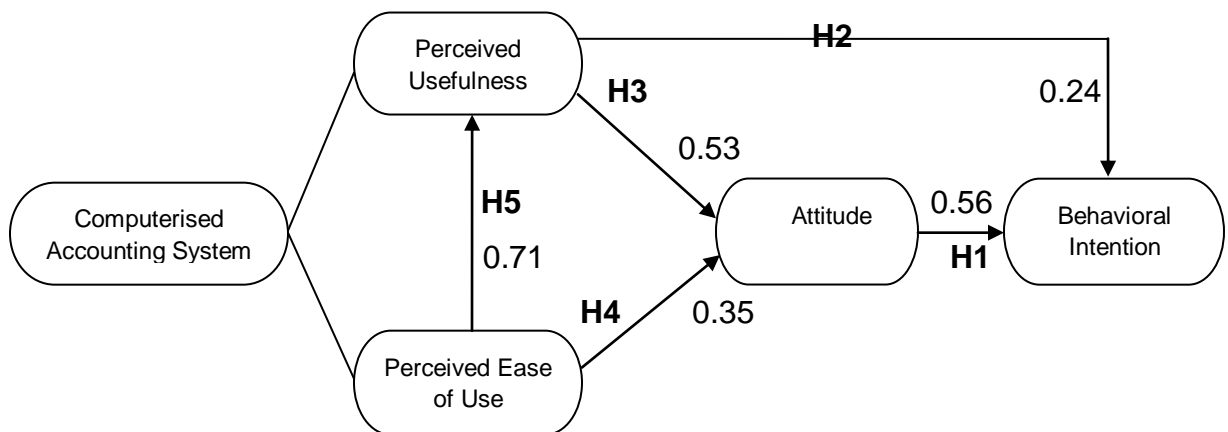 Perceived
Usefulness
H2
H3
0.24
0.53
Computerised
Accounting System
H5
0.71
Attitude
0.56
H1
Behavioral
Intention
H4
0.35
Perceived Ease
of Use